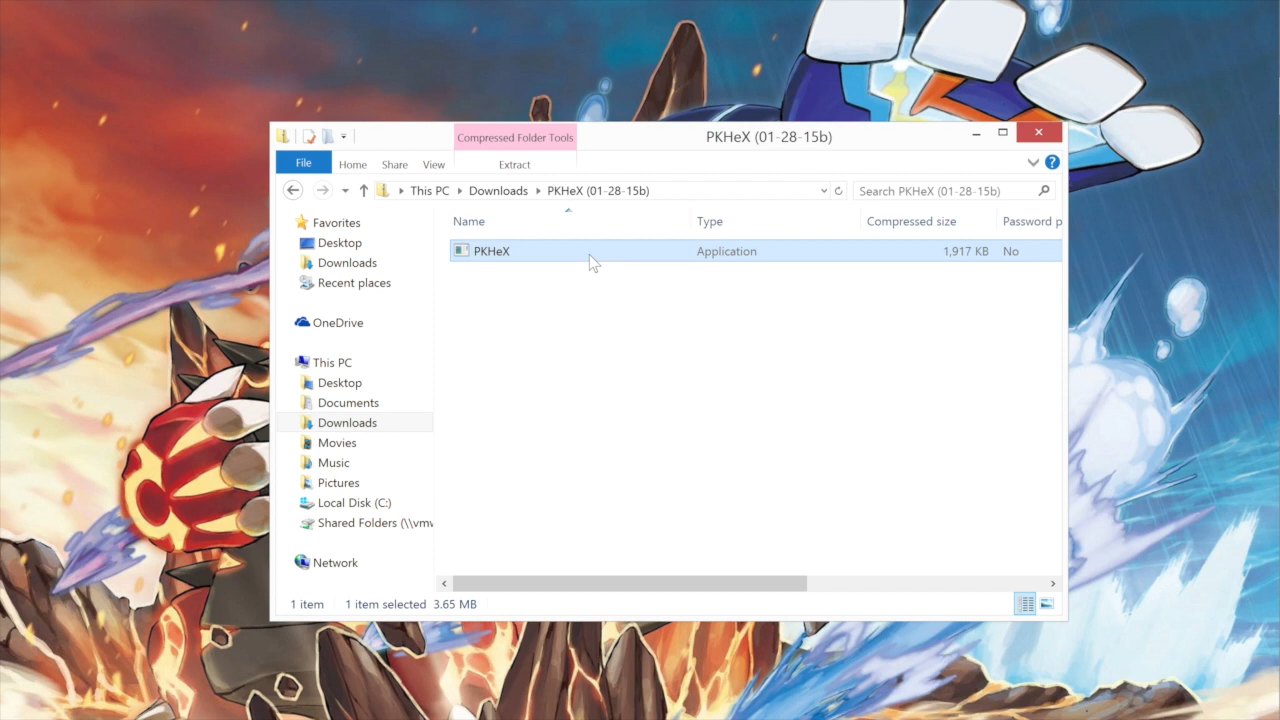 Compressed Folder Tools
PKHeX (01-28-15b)
File
Home
Share
View
Extract
This PC
Downloads
PKHeX (01-28-15b)
Search PKHeX (01-28-15b)
Name
Type
Compressed size
Password p
PKHeX
Application
1,917 KB
No
Favorites
Desktop
Downloads
Recent places
OneDrive
This PC
Desktop
Documents
Downloads
Movies
Music
Pictures
Local Disk (C:)
Shared Folders (\\vmw
Network
1 item
1 item selected 3.65 MB